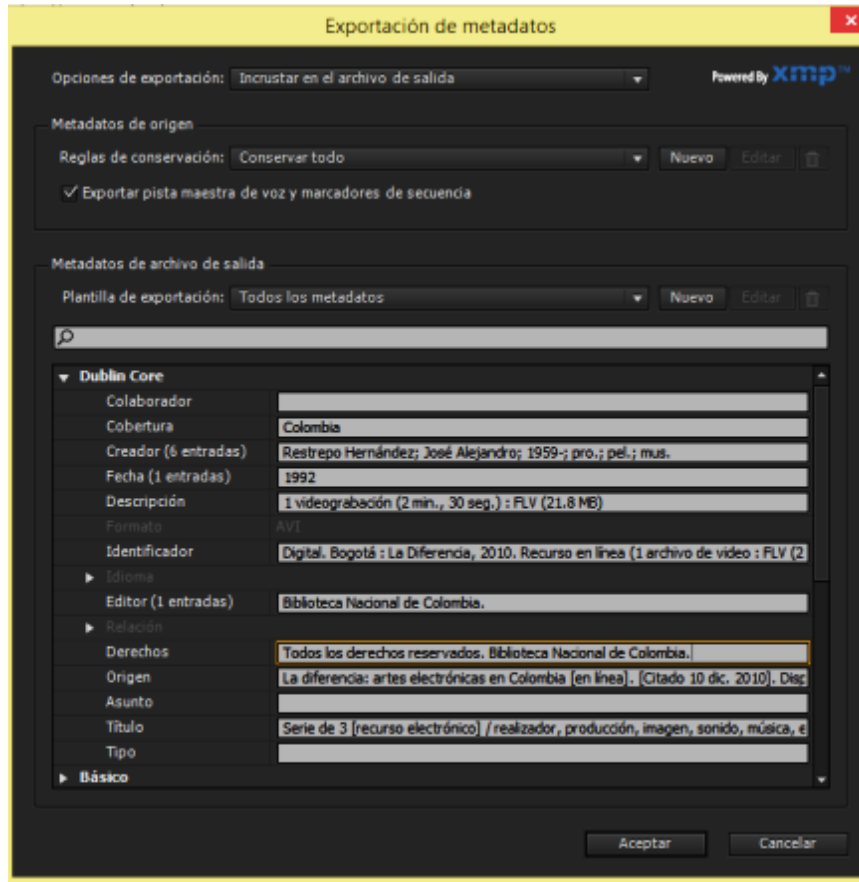 Exportación de metadatos
Opciones de exportación: Incrustar en el archivo de salida
Powered By xmp™
Metadatos de origen
Reglas de conservación: Conservar todo Nuevo Editar
Exportar pista maestra de voz y marcadores de secuencia
Metadatos de archivo de salida
Plantilla de exportación: Todos los metadatos Nuevo Editar
Dublin Core
Colaborador
Cobertura Colombia
Creador (6 entradas) Restrepo Hernández; José Alejandro; 1959-; pro.; pel.; mus.
Fecha (1 entradas) 1992
Descripción 1 videograbación (2 min., 30 seg.) : FLV (21.8 MB)
Formato AVI
Identificador Digital. Bogotá : La Diferencia, 2010. Recurso en línea (1 archivo de video : FLV (2
Idioma
Editor (1 entradas) Biblioteca Nacional de Colombia.
Relación
Derechos Todos los derechos reservados. Biblioteca Nacional de Colombia.
Origen La diferencia: artes electrónicas en Colombia [en línea]. [Citado 10 dic. 2010]. Disp
Asunto
Título Serie de 3 [recurso electrónico] / realizador, producción, imagen, sonido, música, e
Tipo
Básico
Aceptar Cancelar